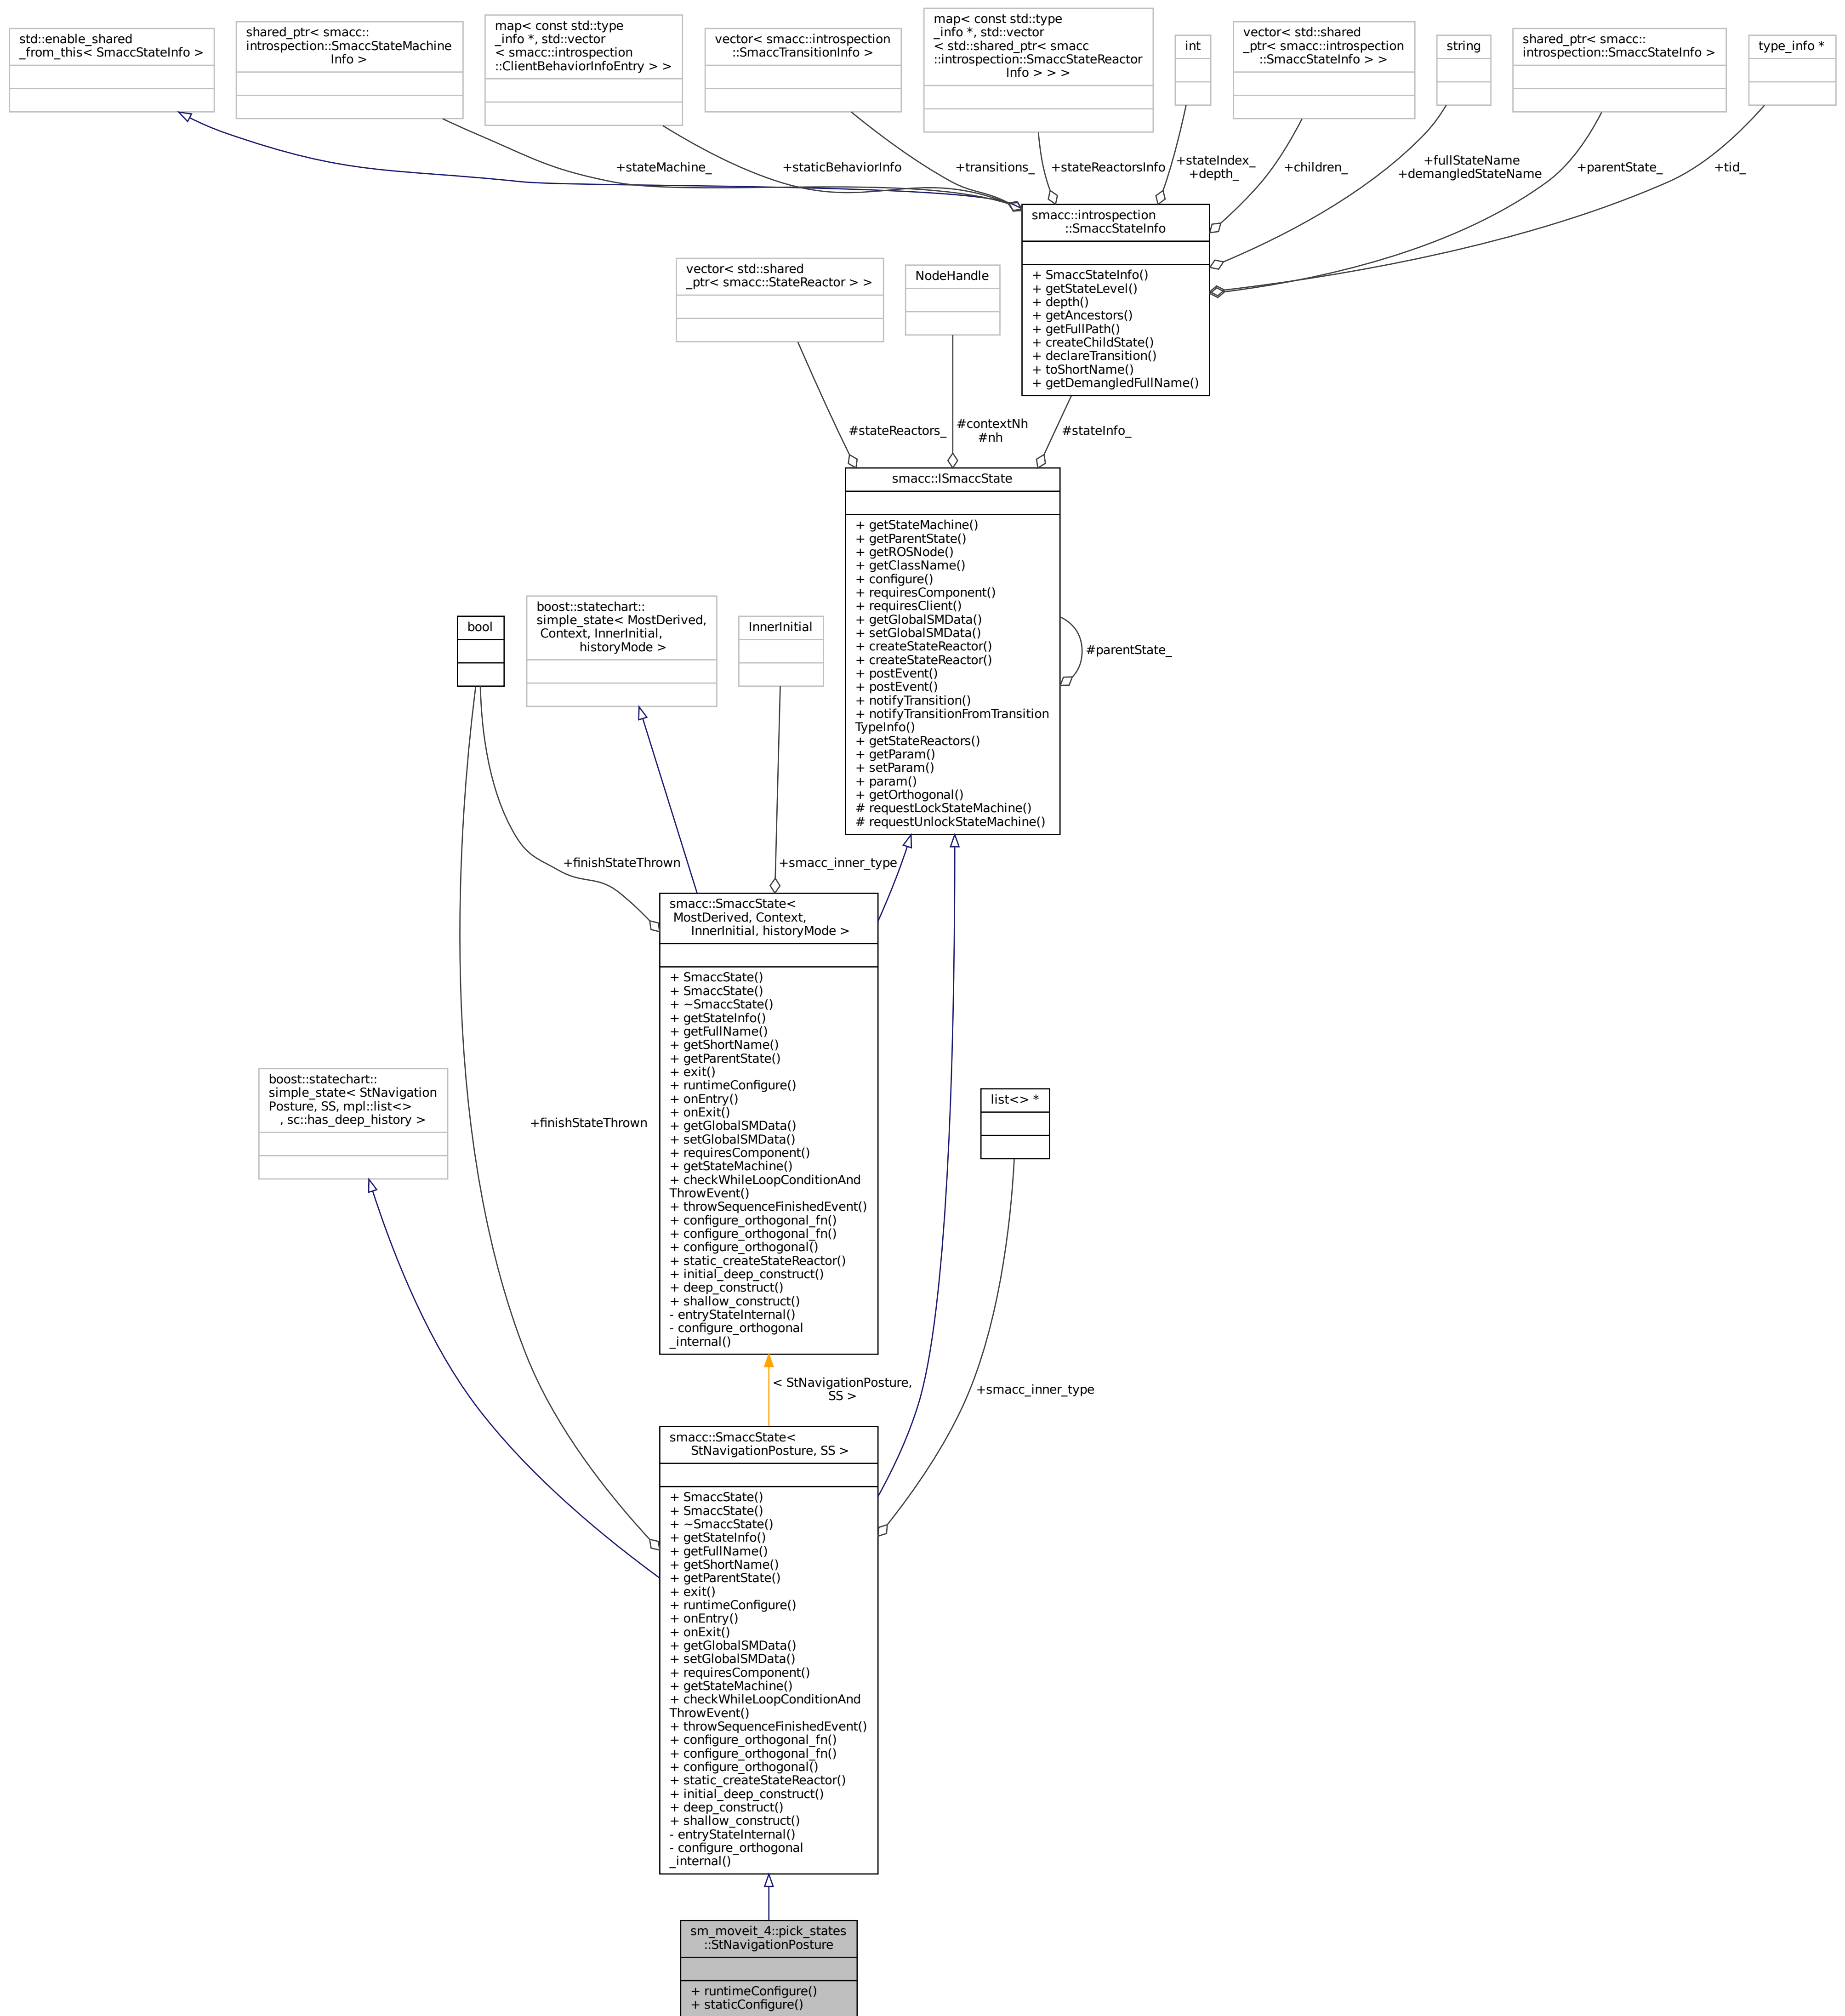 std::enable_shared
_from_this< SmaccStateInfo >
shared_ptr< smacc::
introspection::SmaccStateMachine
Info >
map< const std::type
_info *, std::vector
< smacc::introspection
::ClientBehaviorInfoEntry > >
vector< smacc::introspection
::SmaccTransitionInfo >
map< const std::type
_info *, std::vector
< std::shared_ptr< smacc
::introspection::SmaccStateReactor
Info > > >
int
vector< std::shared
_ptr< smacc::introspection
::SmaccStateInfo > >
string
shared_ptr< smacc::
introspection::SmaccStateInfo >
type_info *
+stateMachine_
+staticBehaviorInfo
+transitions_
+stateReactorsInfo
+stateIndex_
+depth_
+children_
+fullStateName
+demangledStateName
+parentState_
+tid_
smacc::introspection
::SmaccStateInfo
+ SmaccStateInfo()
+ getStateLevel()
+ depth()
+ getAncestors()
+ getFullPath()
+ createChildState()
+ declareTransition()
+ toShortName()
+ getDemangledFullName()
vector< std::shared
_ptr< smacc::StateReactor > >
NodeHandle
#stateReactors_
#contextNh
#nh
#stateInfo_
smacc::ISmaccState
+ getStateMachine()
+ getParentState()
+ getROSNode()
+ getClassName()
+ configure()
+ requiresComponent()
+ requiresClient()
+ getGlobalSMData()
+ setGlobalSMData()
+ createStateReactor()
+ createStateReactor()
+ postEvent()
+ postEvent()
+ notifyTransition()
+ notifyTransitionFromTransition
TypeInfo()
+ getStateReactors()
+ getParam()
+ setParam()
+ param()
+ getOrthogonal()
# requestLockStateMachine()
# requestUnlockStateMachine()
#parentState_
bool
boost::statechart::
simple_state< MostDerived,
Context, InnerInitial,
historyMode >
InnerInitial
+finishStateThrown
+smacc_inner_type
smacc::SmaccState<
MostDerived, Context,
InnerInitial, historyMode >
+ SmaccState()
+ SmaccState()
+ ~SmaccState()
+ getStateInfo()
+ getFullName()
+ getShortName()
+ getParentState()
+ exit()
+ runtimeConfigure()
+ onEntry()
+ onExit()
+ getGlobalSMData()
+ setGlobalSMData()
+ requiresComponent()
+ getStateMachine()
+ checkWhileLoopConditionAnd
ThrowEvent()
+ throwSequenceFinishedEvent()
+ configure_orthogonal_fn()
+ configure_orthogonal_fn()
+ configure_orthogonal()
+ static_createStateReactor()
+ initial_deep_construct()
+ deep_construct()
+ shallow_construct()
- entryStateInternal()
- configure_orthogonal
_internal()
boost::statechart::
simple_state< StNavigation
Posture, SS, mpl::list<>
, sc::has_deep_history >
+finishStateThrown
list<> *
< StNavigationPosture,
SS >
+smacc_inner_type
smacc::SmaccState<
StNavigationPosture, SS >
+ SmaccState()
+ SmaccState()
+ ~SmaccState()
+ getStateInfo()
+ getFullName()
+ getShortName()
+ getParentState()
+ exit()
+ runtimeConfigure()
+ onEntry()
+ onExit()
+ getGlobalSMData()
+ setGlobalSMData()
+ requiresComponent()
+ getStateMachine()
+ checkWhileLoopConditionAnd
ThrowEvent()
+ throwSequenceFinishedEvent()
+ configure_orthogonal_fn()
+ configure_orthogonal_fn()
+ configure_orthogonal()
+ static_createStateReactor()
+ initial_deep_construct()
+ deep_construct()
+ shallow_construct()
- entryStateInternal()
- configure_orthogonal
_internal()
sm_moveit_4::pick_states
::StNavigationPosture
+ runtimeConfigure()
+ staticConfigure()